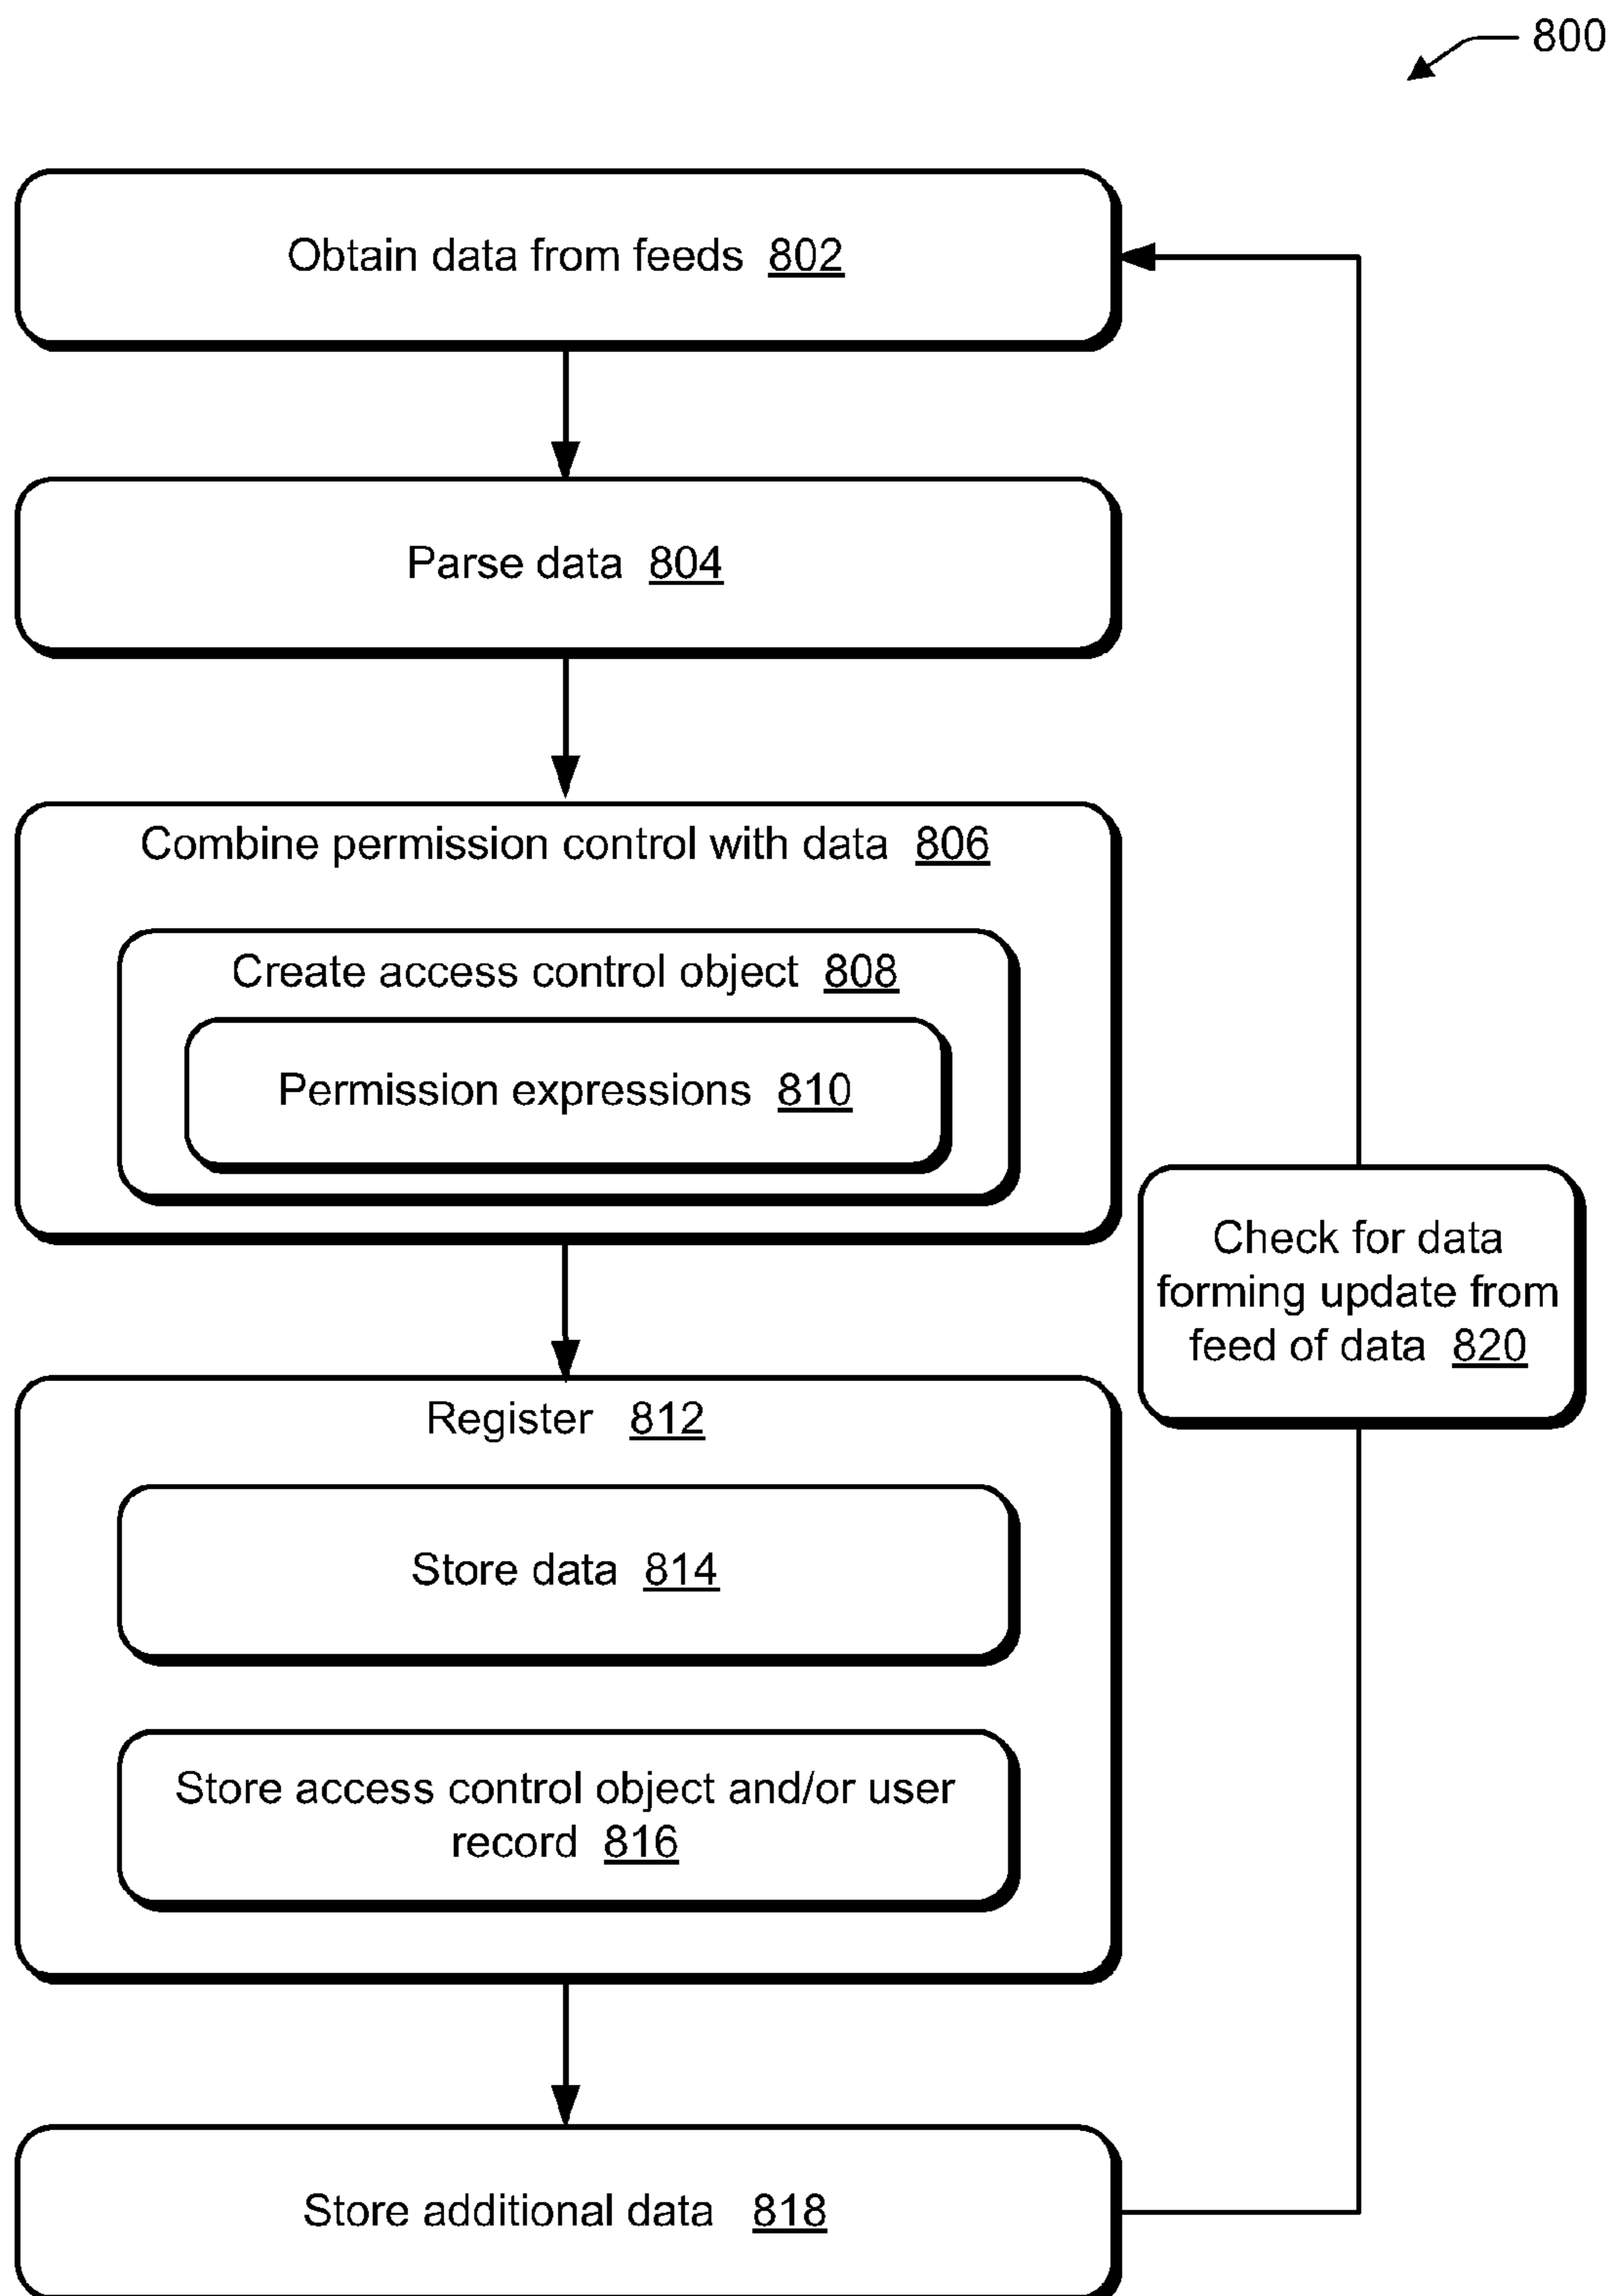 800
Obtain data from feeds 802
Parse data 804
Combine permission control with data 806
Create access control object 808
Permission expressions 810
Check for data
forming update from
feed of data 820
Register 812
Store data 814
Store access control object and/or user
record 816
Store additional data 818